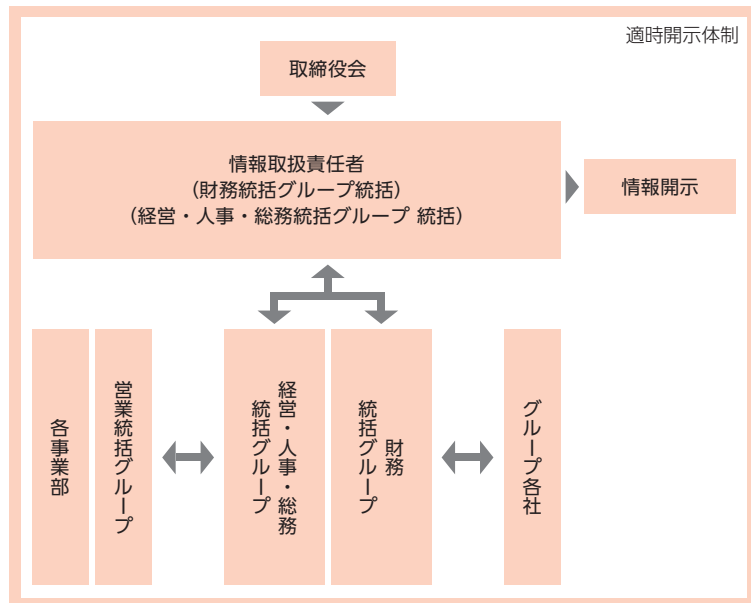 適時開示体制
取締役会
情報取扱責任者
（財務統括グループ統括）
（経営・人事・総務統括グループ 統括）
情報開示
各事業部
営業統括グループ
経営・人事・総務
統括グループ
財務
統括グループ
グループ各社